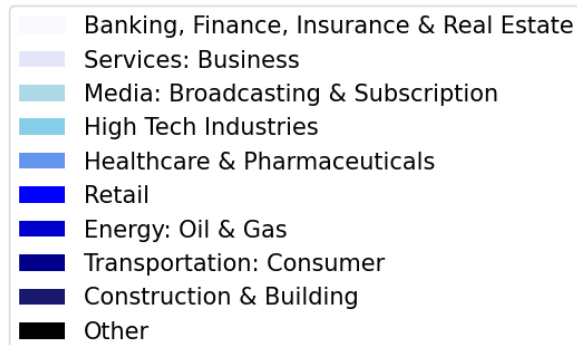 Banking, Finance, Insurance & Real Estate
Services: Business
Media: Broadcasting & Subscription
High Tech Industries
Healthcare & Pharmaceuticals
Retail
Energy: Oil & Gas
Transportation: Consumer
Construction & Building
Other